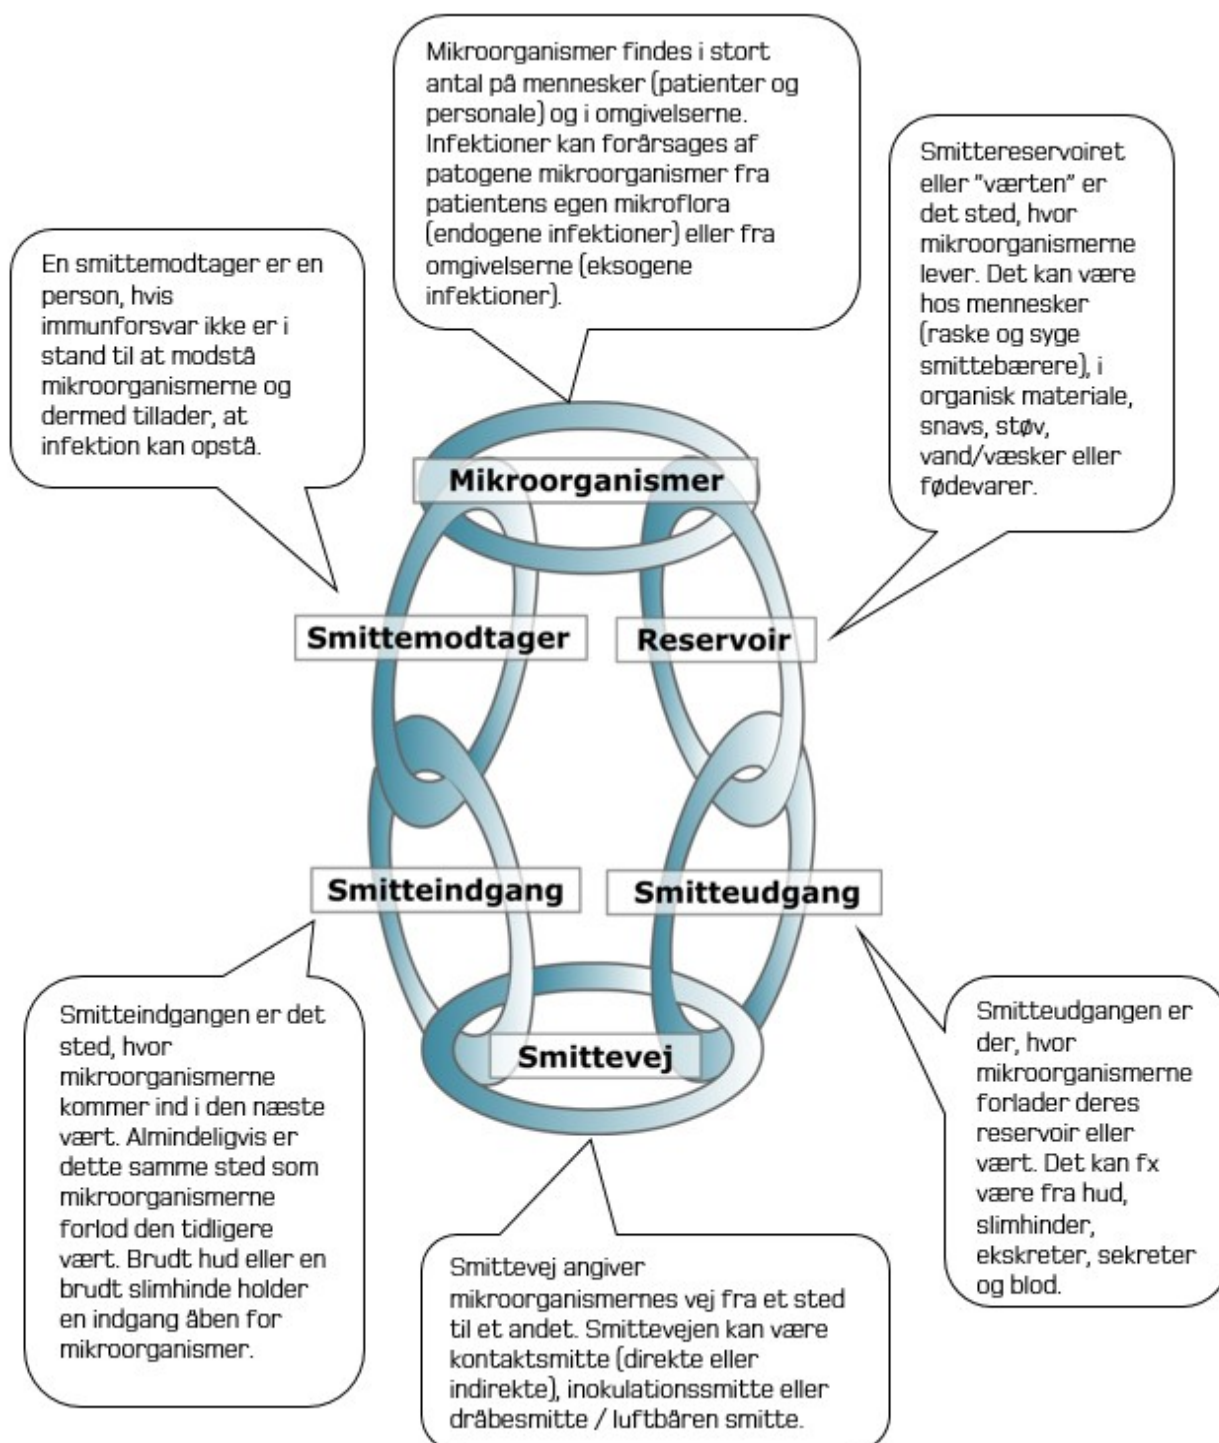 Mikroorganismer findes i stort
antal på mennesker (patienter og
personale) og i omgivelserne.
Infektioner kan forårsages af
patogene mikroorganismer fra
patientens egen mikroflora
(endogene infektioner) eller fra
omgivelserne (eksogene
infektioner).
Smittereservoiret
eller "værten" er
det sted, hvor
mikroorganismerne
lever. Det kan være
hos mennesker
(raske og syge
smittebærere), i
organisk materiale,
snavs, støv,
vand/væsker eller
fødevarer.
En smittemodtager er en
person, hvis
immunforsvar ikke er i
stand til at modstå
mikroorganismerne og
dermed tillader, at
infektion kan opstå.
Mikroorganismer
Smittemodtager
Reservoir
Smitteindgang
Smitteudgang
Smittevej
Smitteindgangen er det
sted, hvor
mikroorganismerne
kommer ind i den næste
vært. Almindeligvis er
dette samme sted som
mikroorganismerne
forlod den tidligere
vært. Brudt hud eller en
brudt slimhinde holder
en indgang åben for
mikroorganismer.
Smitteudgangen er
der, hvor
mikroorganismerne
forlader deres
reservoir eller
vært. Det kan fx
være fra hud,
slimhinder,
ekskreter, sekreter
og blod.
Smittevej angiver
mikroorganismernes vej fra et sted
til et andet. Smittevejen kan være
kontaktsmitte (direkte eller
indirekte), inokulationssmitte eller
dråbesmitte / luftbåren smitte.